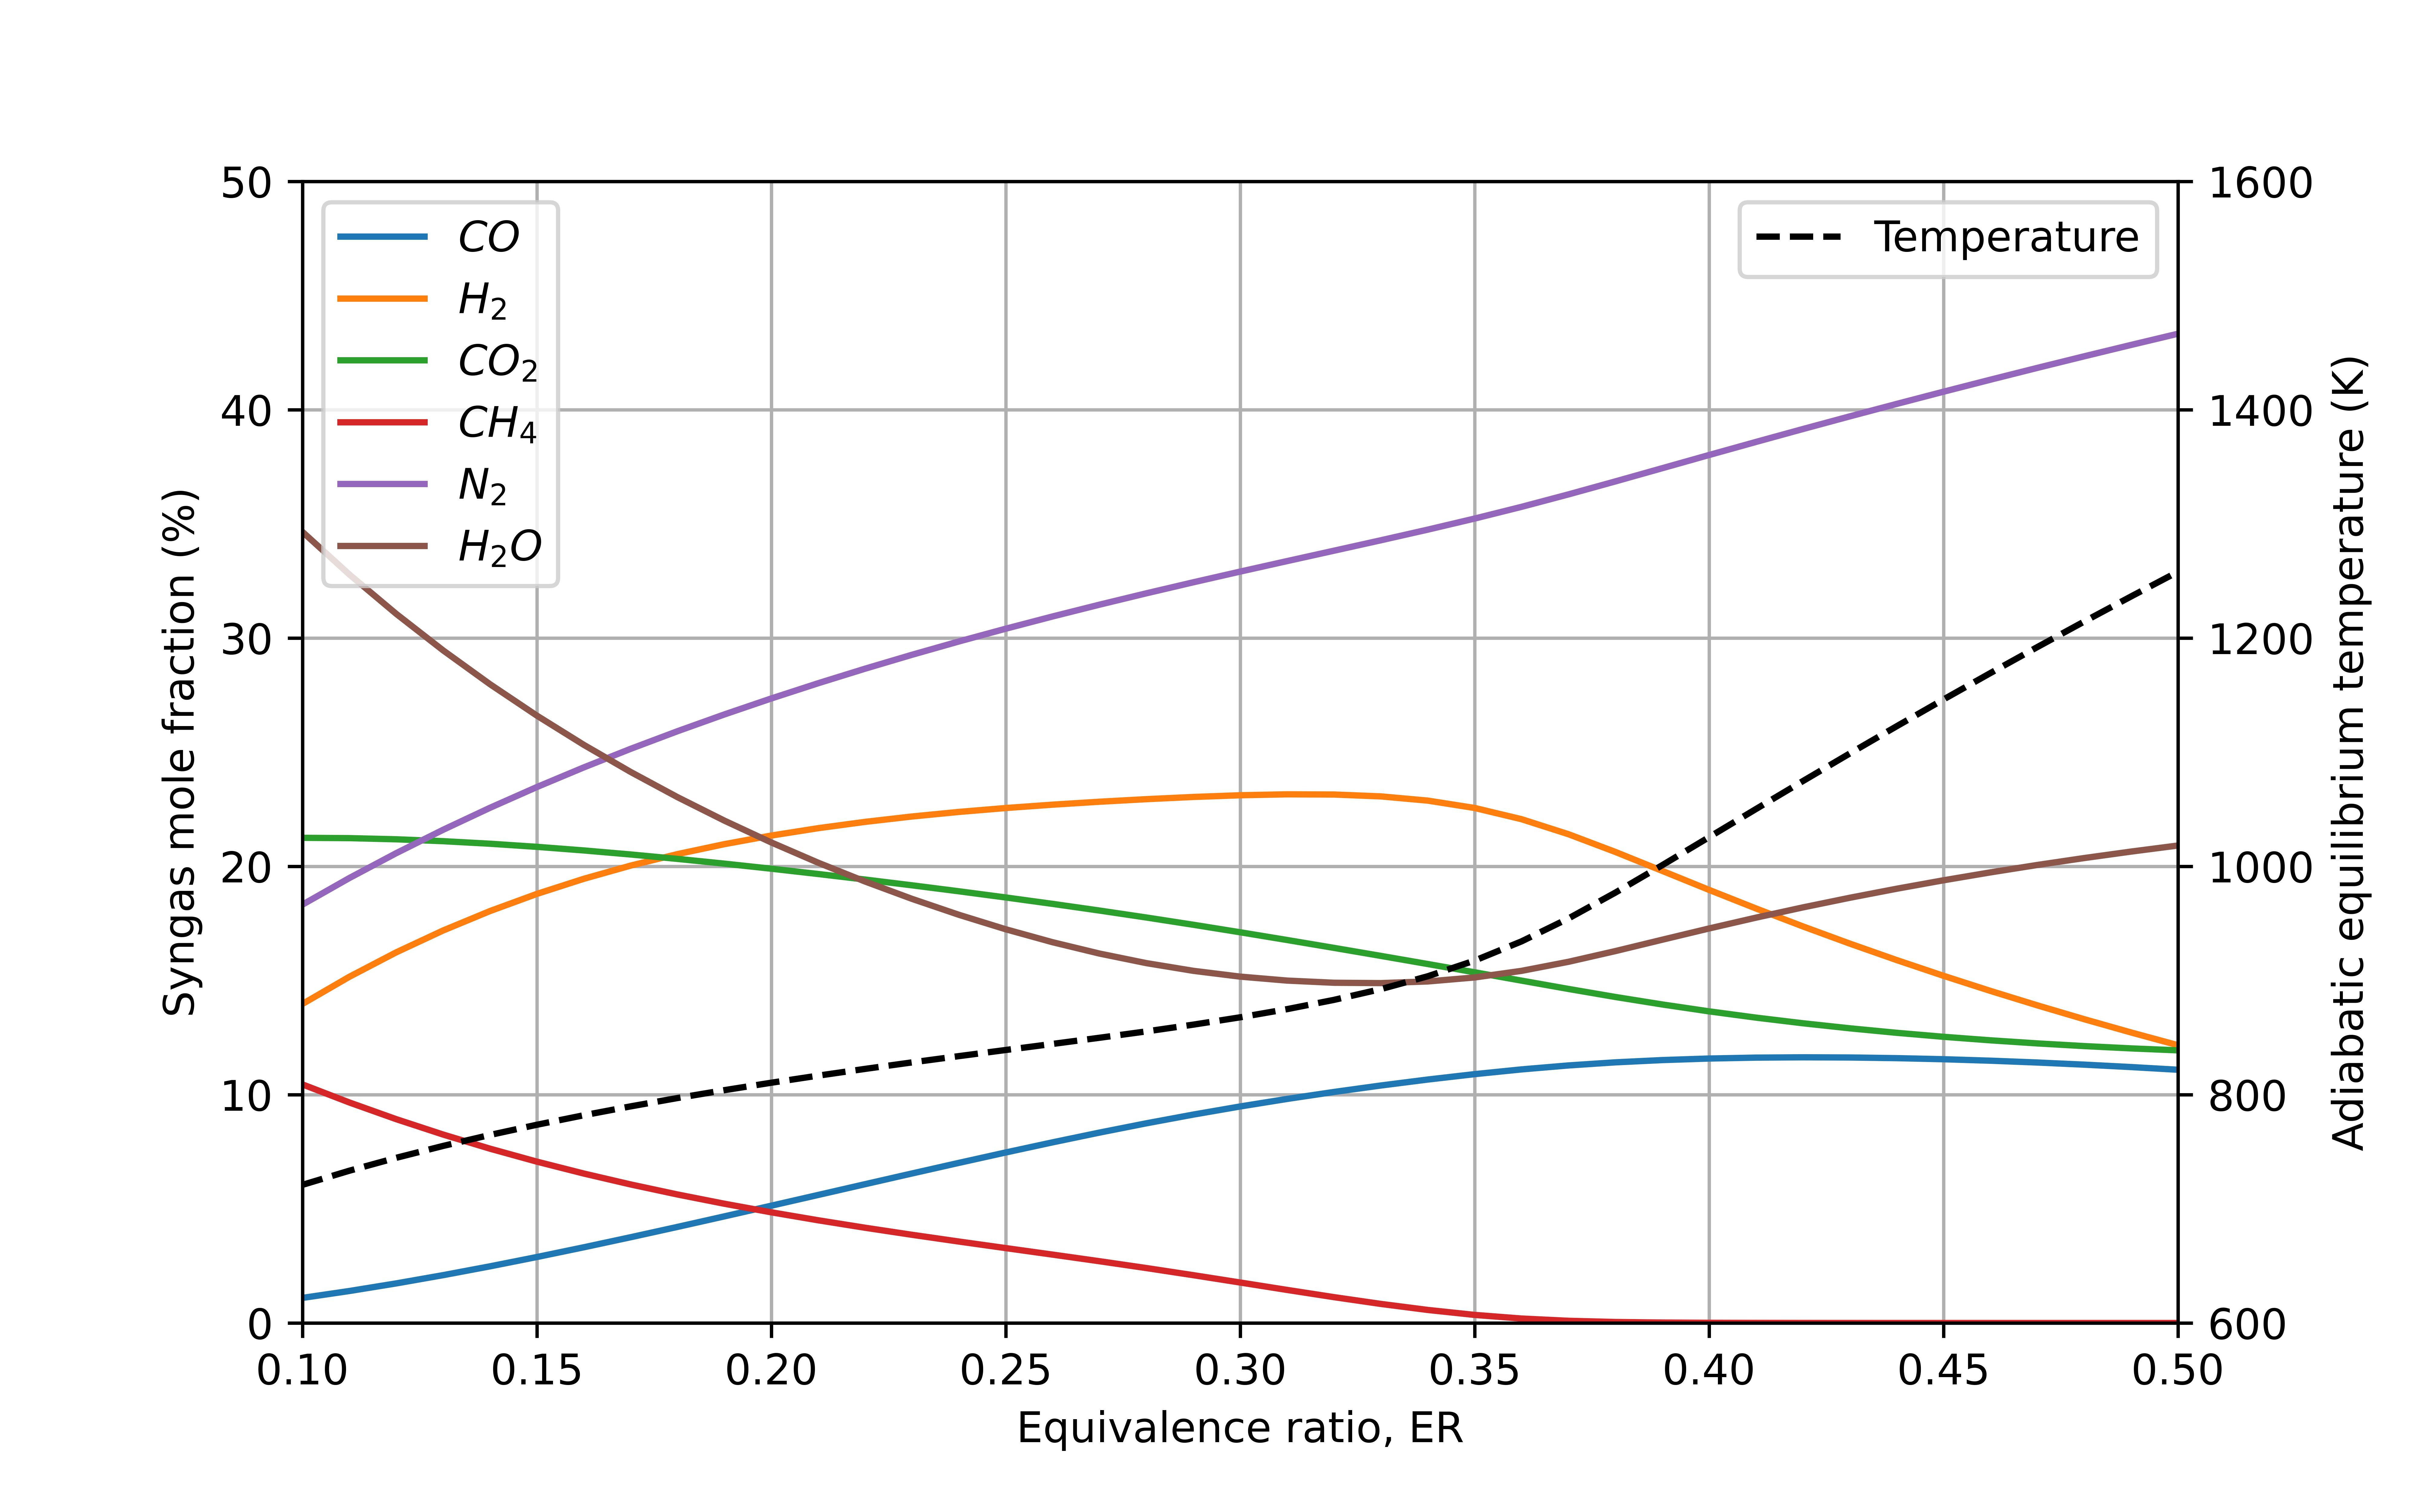 50
40
30
20
10
0
Syngas mole fraction (%)
CO
H₂
CO₂
CH₄
N₂
H₂O
Temperature
1600
1400
1200
1000
800
600
Adiabatic equilibrium temperature (K)
0.10 0.15 0.20 0.25 0.30 0.35 0.40 0.45 0.50
Equivalence ratio, ER